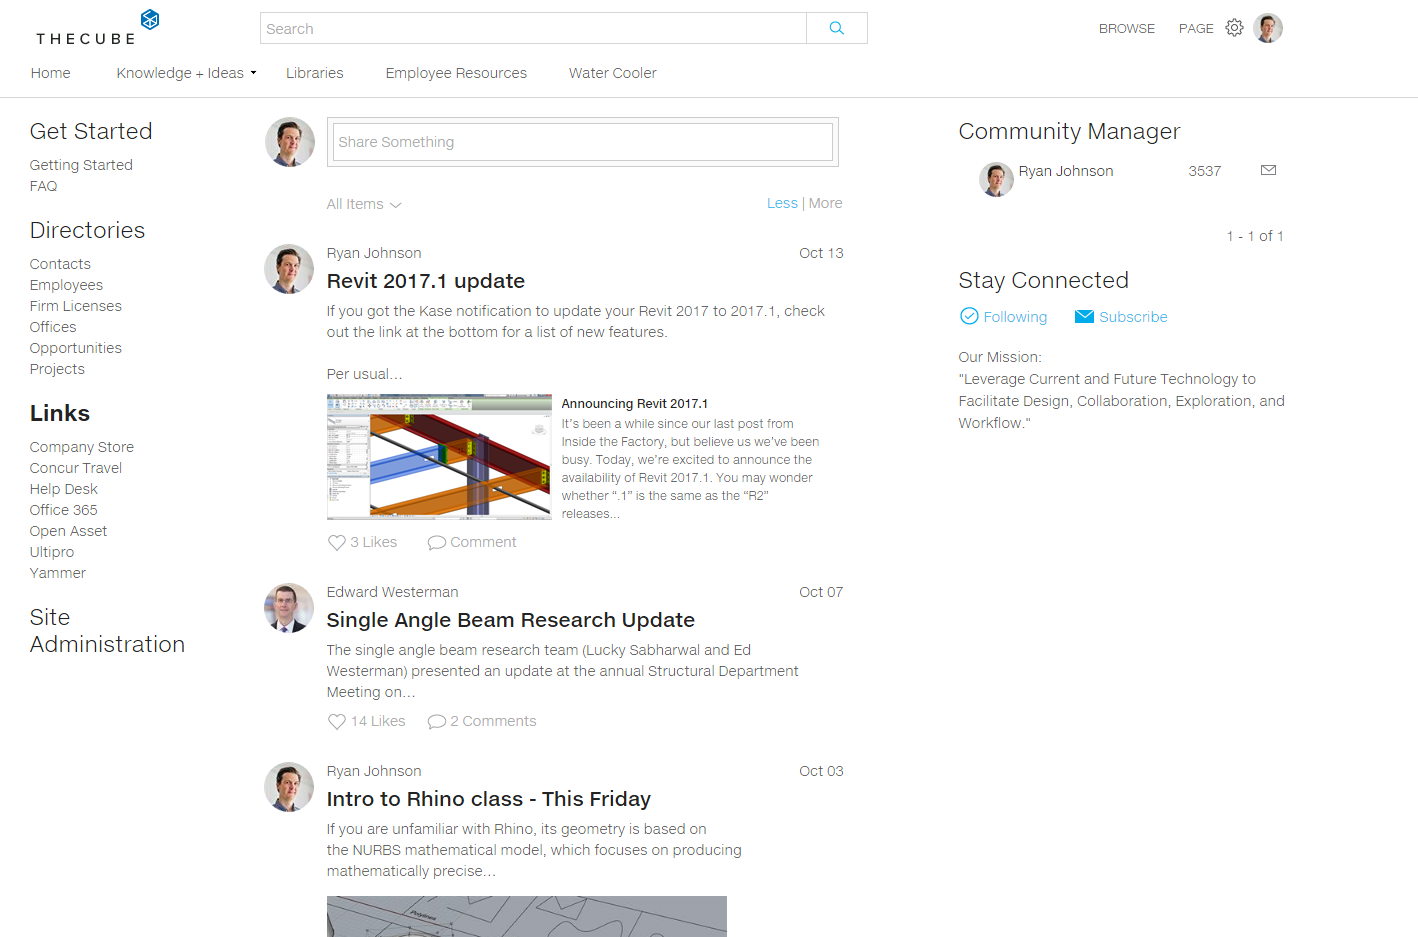 THECUBE
Search
BROWSE PAGE
Home Knowledge + Ideas Libraries Employee Resources Water Cooler
Get Started
Getting Started
FAQ
Directories
Contacts
Employees
Firm Licenses
Offices
Opportunities
Projects
Links
Company Store
Concur Travel
Help Desk
Office 365
Open Asset
Ultipro
Yammer
Site
Administration
Share Something
All Items
Less | More
Ryan Johnson Oct 13
Revit 2017.1 update
If you got the Kase notification to update your Revit 2017 to 2017.1, check
out the link at the bottom for a list of new features.
Per usual...
Announcing Revit 2017.1
It's been a while since our last post from
Inside the Factory, but believe us we've been
busy. Today, we're excited to announce the
availability of Revit 2017.1. You may wonder
whether “.1” is the same as the “R2”
releases...
3 Likes Comment
Edward Westerman Oct 07
Single Angle Beam Research Update
The single angle beam research team (Lucky Sabharwal and Ed
Westerman) presented an update at the annual Structural Department
Meeting on...
14 Likes 2 Comments
Ryan Johnson Oct 03
Intro to Rhino class - This Friday
If you are unfamiliar with Rhino, its geometry is based on
the NURBS mathematical model, which focuses on producing
mathematically precise...
Polylines
Community Manager
Ryan Johnson 3537
1 - 1 of 1
Stay Connected
Following Subscribe
Our Mission:
"Leverage Current and Future Technology to
Facilitate Design, Collaboration, Exploration, and
Workflow."